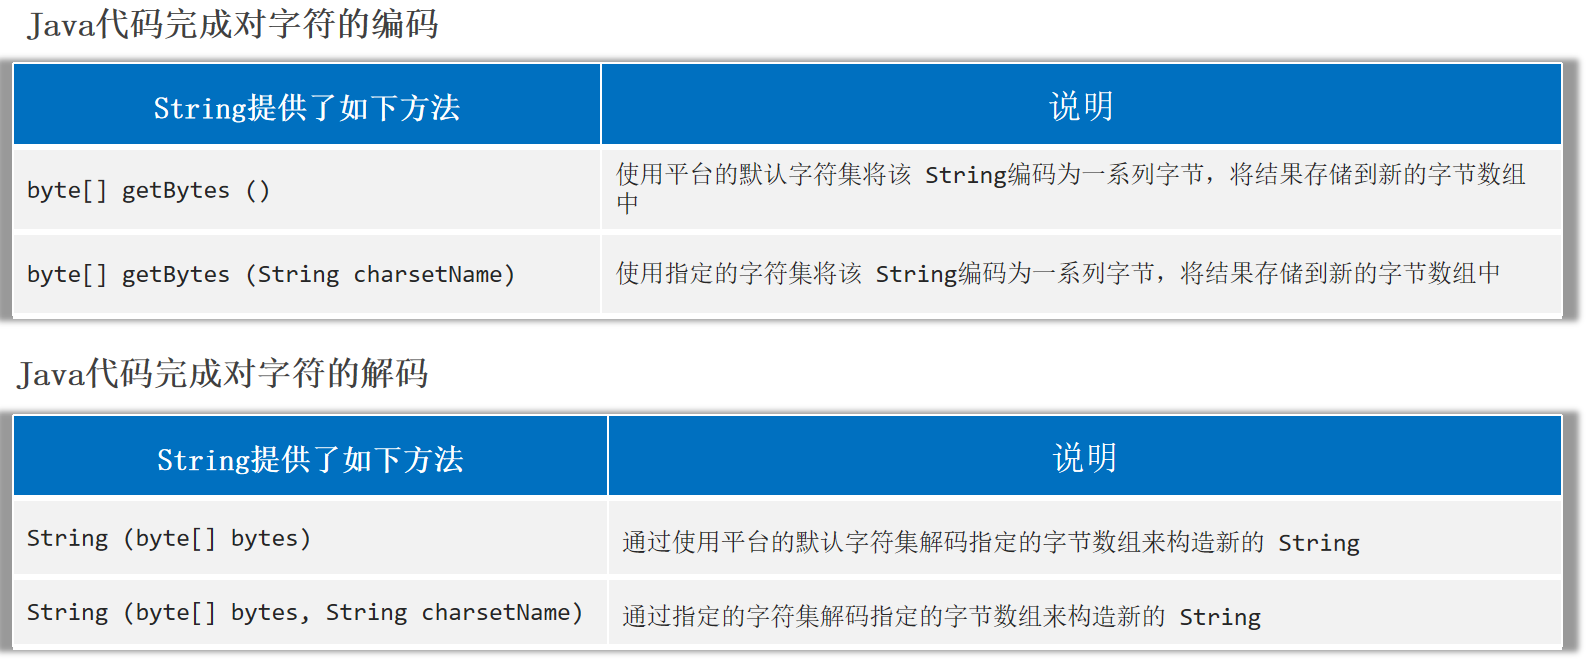 Java代码完成对字符的编码
String提供了如下方法
说明
byte[] getBytes ()
使用平台的默认字符集将该 String编码为一系列字节，将结果存储到新的字节数组
中
byte[] getBytes (String charsetName)
使用指定的字符集将该 String编码为一系列字节，将结果存储到新的字节数组中
Java代码完成对字符的解码
String提供了如下方法
说明
String (byte[] bytes)
通过使用平台的默认字符集解码指定的字节数组来构造新的 String
String (byte[] bytes, String charsetName)
通过指定的字符集解码指定的字节数组来构造新的 String